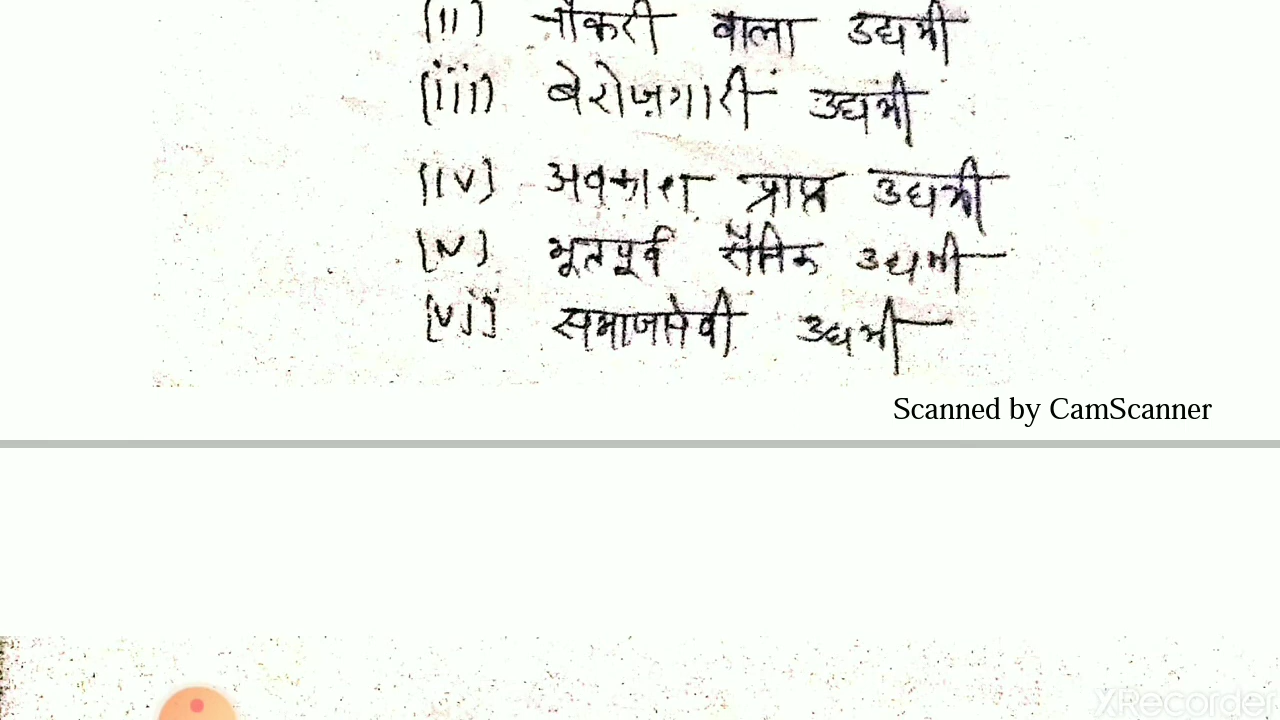 (ii) नौकरी वाला उद्यमी
(iii) बेरोज़गारी उद्यमी
(iv) अवकाश प्राप्त उद्यमी
(v) भूतपूर्व सैनिक उद्यमी
(vi) समाजसेवी उद्यमी
Scanned by CamScanner
XRecorder